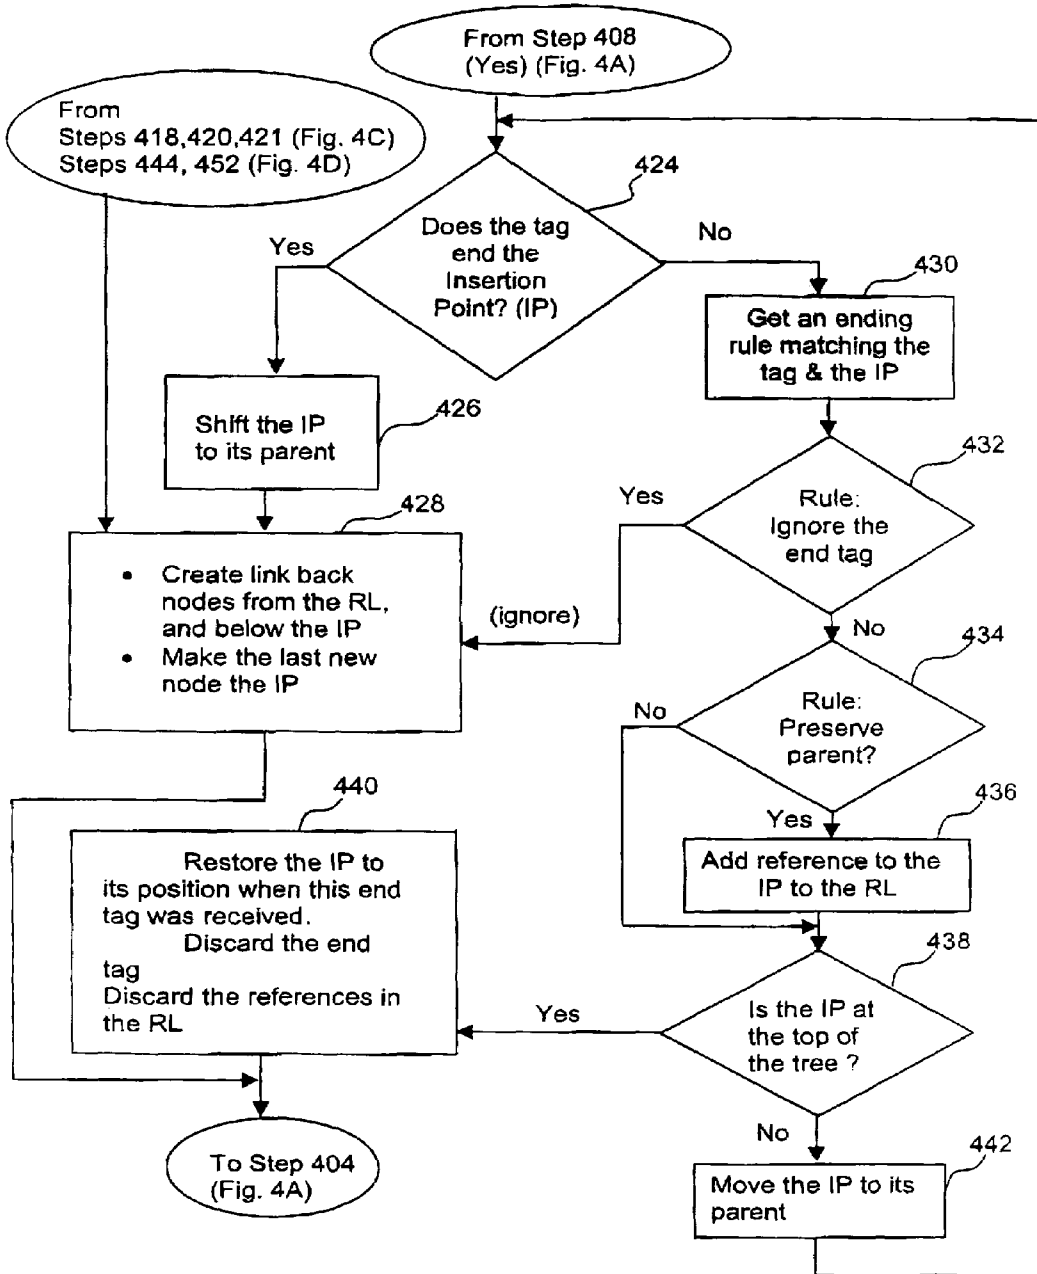 From Step 408
(Yes) (Fig. 4A)
From
Steps 418,420,421 (Fig. 4C)
Steps 444, 452 (Fig. 4D)
424
Does the tag
end the
Insertion
Point? (IP)
Yes
No
430
Get an ending
rule matching the
tag & the IP
426
Shift the IP
to its parent
432
Rule:
Ignore the
end tag
Yes
(ignore)
No
428
• Create link back
nodes from the RL,
and below the IP
• Make the last new
node the IP
434
Rule:
Preserve
parent?
No
Yes
436
Add reference to the
IP to the RL
440
Restore the IP to
its position when this end
tag was received.
Discard the end
tag
Discard the references in
the RL
438
Is the IP at
the top of
the tree ?
Yes
No
To Step 404
(Fig. 4A)
442
Move the IP to its
parent